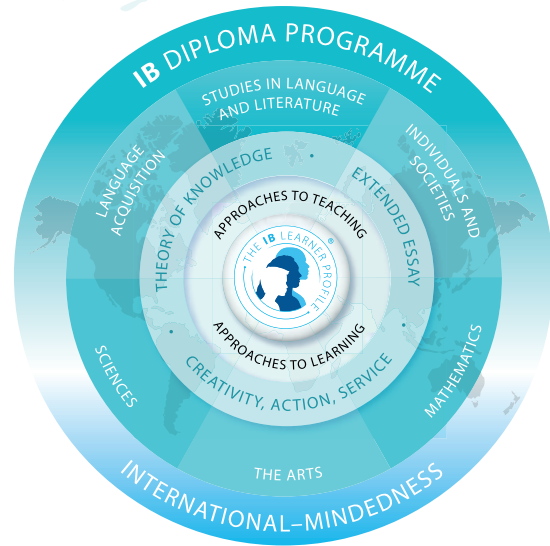 IB DIPLOMA PROGRAMME
STUDIES IN LANGUAGE
AND LITERATURE
LANGUAGE
ACQUISITION
INDIVIDUALS AND
SOCIETIES
THEORY OF KNOWLEDGE
EXTENDED ESSAY
APPROACHES TO TEACHING
THE IB LEARNER PROFILE®
APPROACHES TO LEARNING
CREATIVITY, ACTION, SERVICE
SCIENCES
MATHEMATICS
THE ARTS
INTERNATIONAL–MINDEDNESS